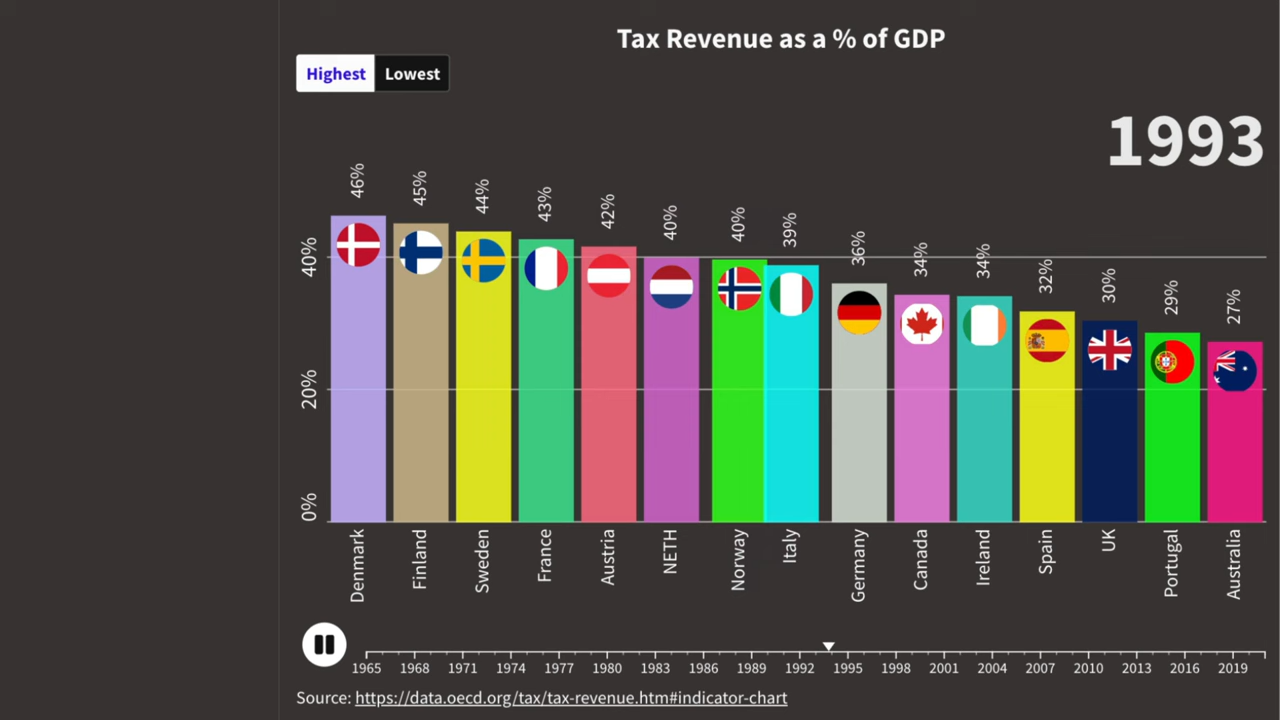 Tax Revenue as a % of GDP
Highest Lowest
1993
46% 45% 44% 43% 42% 40% 40% 39% 36% 34% 34% 32% 30% 29% 27%
40%
20%
0%
Denmark Finland Sweden France Austria NETH Norway Italy Germany Canada Ireland Spain UK Portugal Australia
1965 1968 1971 1974 1977 1980 1983 1986 1989 1992 1995 1998 2001 2004 2007 2010 2013 2016 2019
Source: https://data.oecd.org/tax/tax-revenue.htm#indicator-chart